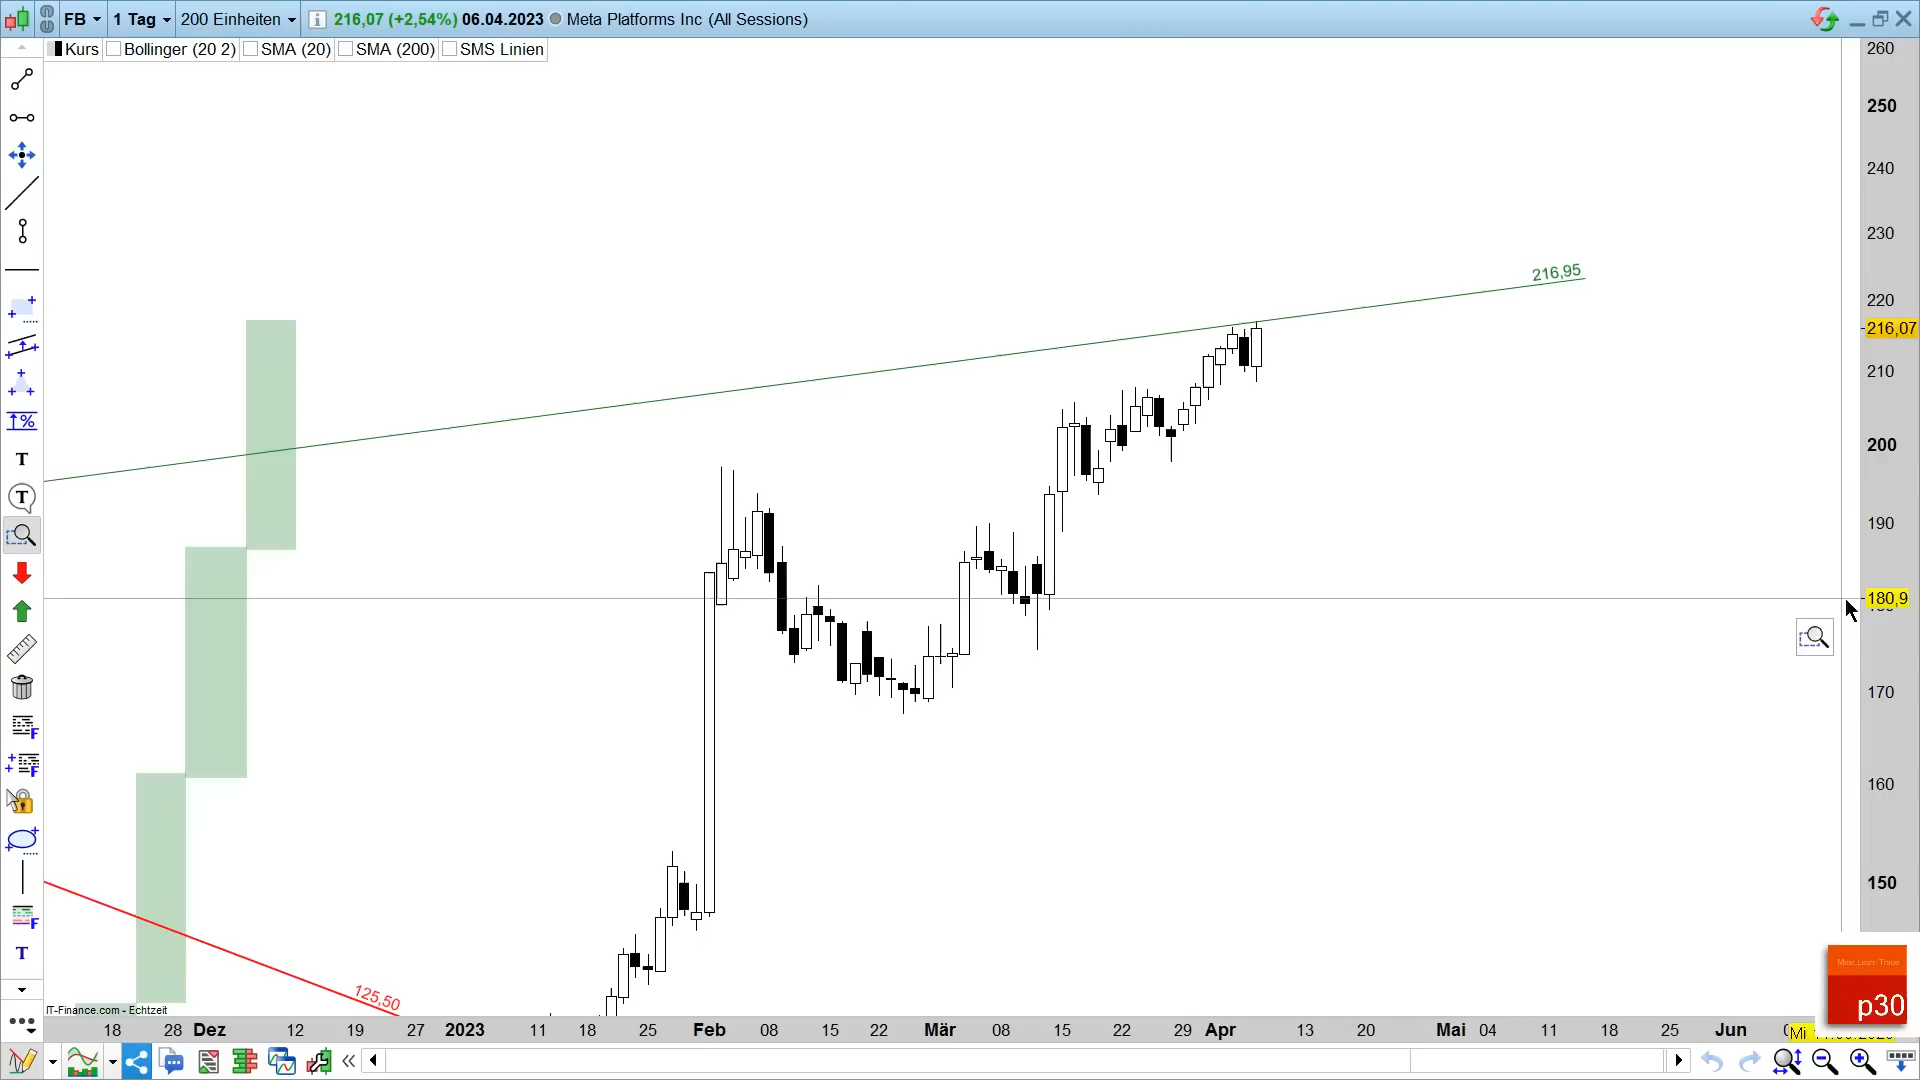 FB 1 Tag 200 Einheiten 216,07 (+2,54%) 06.04.2023 Meta Platforms Inc (All Sessions)
Kurs Bollinger (20 2) SMA (20) SMA (200) SMS Linien
260
250
240
230
220
216,07
210
200
190
180,9
170
160
150
216,95
125,50
T
T
T
IT-Finance.com - Echtzeit
Meet Learn Trade
p30
18 28 Dez 12 19 27 2023 11 18 25 Feb 08 15 22 Mär 08 15 22 29 Apr 13 20 Mai 04 11 18 25 Jun